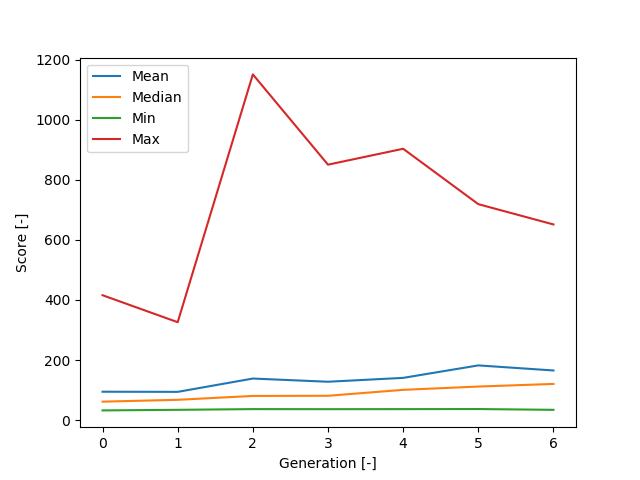 1200
1000
800
600
400
200
0
Score [-]
Mean
Median
Min
Max
0 1 2 3 4 5 6
Generation [-]